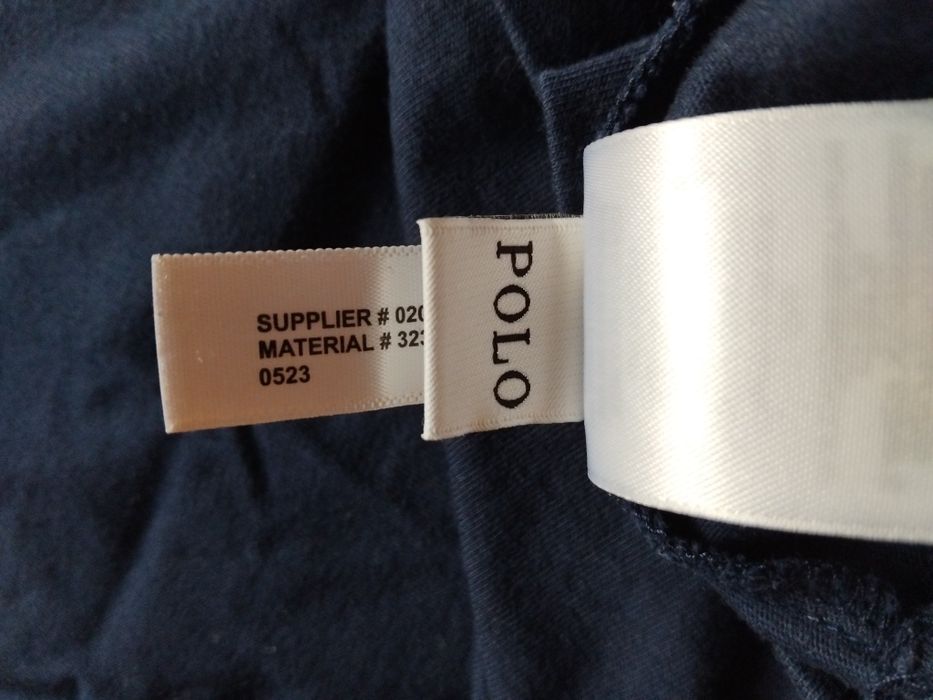 SUPPLIER # 020
MATERIAL # 323
0523
POLO